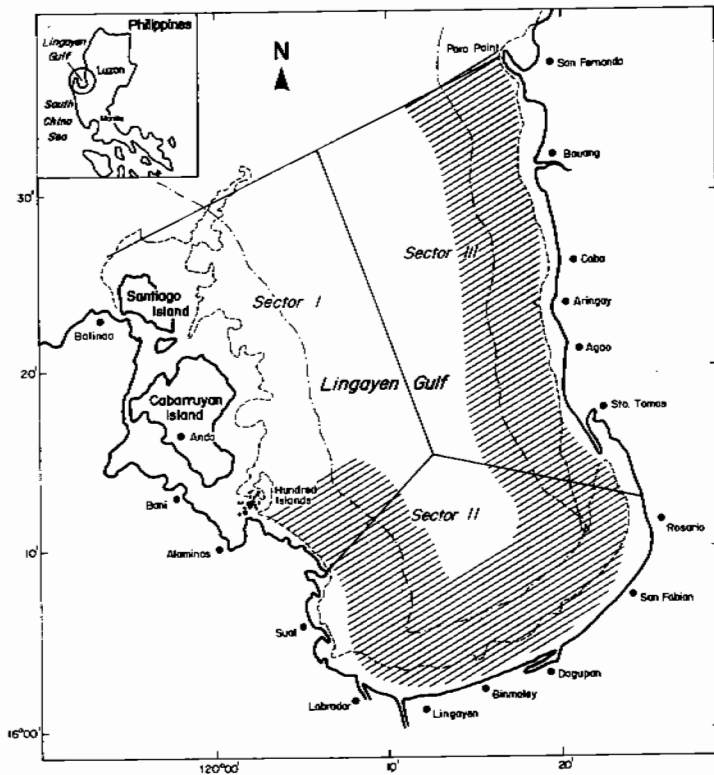 Philippines
Lingayen
Gulf
Luzon
South
China
Sea
Manila
N
Poro Point
San Fernando
Bauang
30'
Sector III
Caba
Sector I
Santiago
Island
Aringay
Bolinao
Agoo
20'
Lingayen Gulf
Cabarruyan
Island
Sto. Tomas
Anda
Hundred
Islands
Bani
Sector II
Rosario
10'
Alaminos
San Fabian
Sual
Dagupan
Labrador
Binmaley
Lingayen
16°00'
120°00'
10'
20'